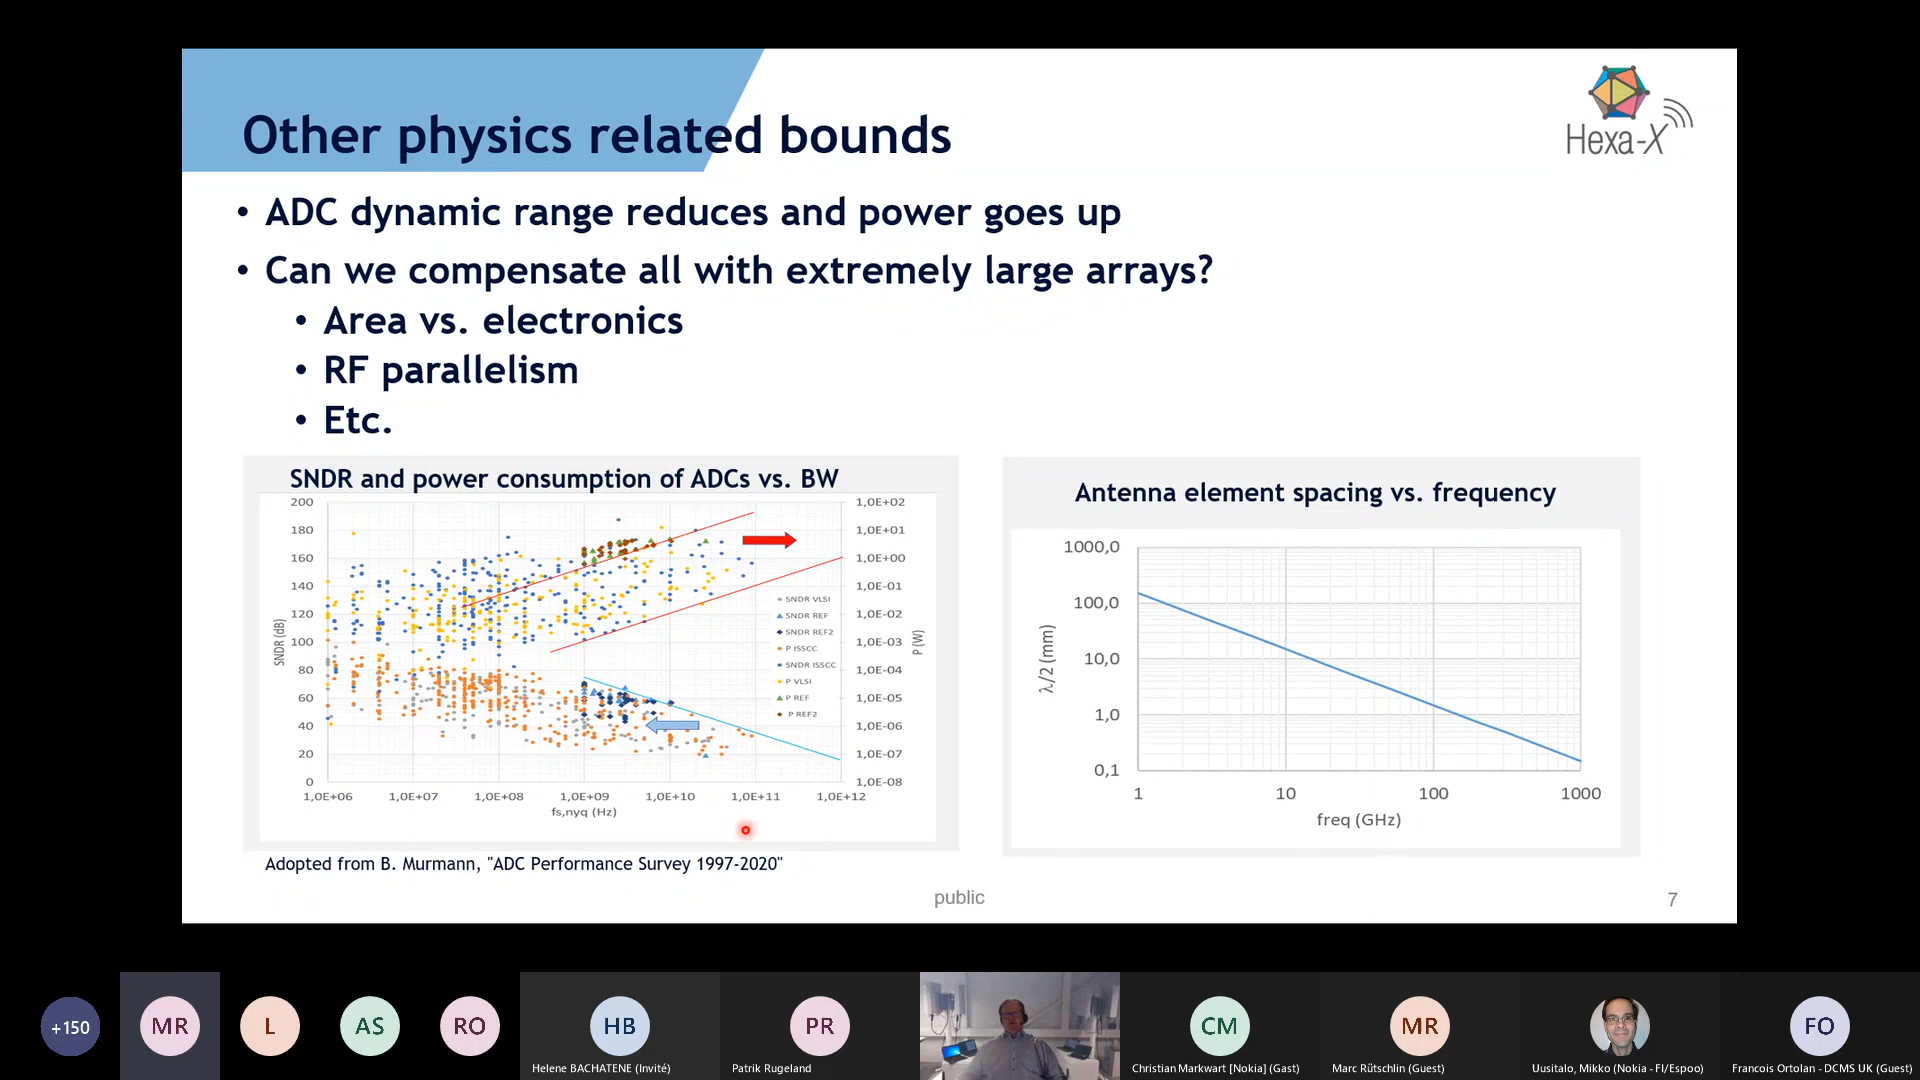 Other physics related bounds
Hexa-X
• ADC dynamic range reduces and power goes up
• Can we compensate all with extremely large arrays?
• Area vs. electronics
• RF parallelism
• Etc.
SNDR and power consumption of ADCs vs. BW
200
180
160
140
120
100
80
60
40
20
0
SNDR (dB)
1,0E+02
1,0E+01
1,0E+00
1,0E-01
1,0E-02
1,0E-03
1,0E-04
1,0E-05
1,0E-06
1,0E-07
1,0E-08
P (W)
SNDR VLSI
SNDR REF
SNDR REF2
P ISSCC
SNDR ISSCC
P VLSI
P REF
P REF2
1,0E+06 1,0E+07 1,0E+08 1,0E+09 1,0E+10 1,0E+11 1,0E+12
fs,nyq (Hz)
Adopted from B. Murmann, "ADC Performance Survey 1997-2020"
Antenna element spacing vs. frequency
1000,0
100,0
10,0
1,0
0,1
λ/2 (mm)
1 10 100 1000
freq (GHz)
public
7
+150
MR
L
AS
RO
HB
Helene BACHATENE (Invité)
PR
Patrik Rugeland
CM
Christian Markwart [Nokia] (Gast)
MR
Marc Rütschlin (Guest)
Uusitalo, Mikko (Nokia - FI/Espoo)
FO
Francois Ortolan - DCMS UK (Guest)